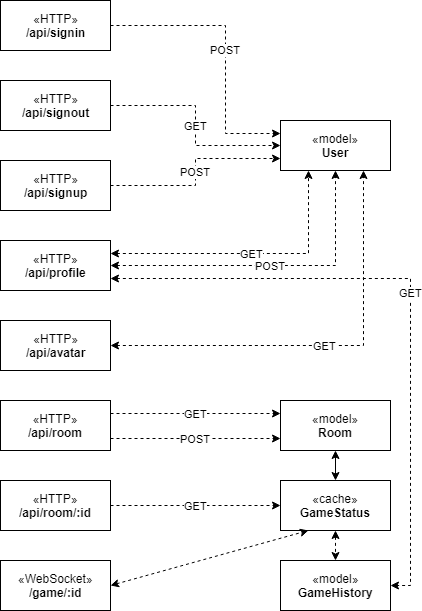 «HTTP»
/api/signin
POST
«HTTP»
/api/signout
GET
«model»
User
«HTTP»
/api/signup
POST
«HTTP»
/api/profile
GET
POST
GET
«HTTP»
/api/avatar
GET
«HTTP»
/api/room
GET
POST
«model»
Room
«HTTP»
/api/room/:id
GET
«cache»
GameStatus
«WebSocket»
/game/:id
«model»
GameHistory